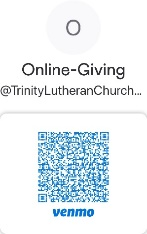 O
Online-Giving
@TrinityLutheranChurch...
venmo